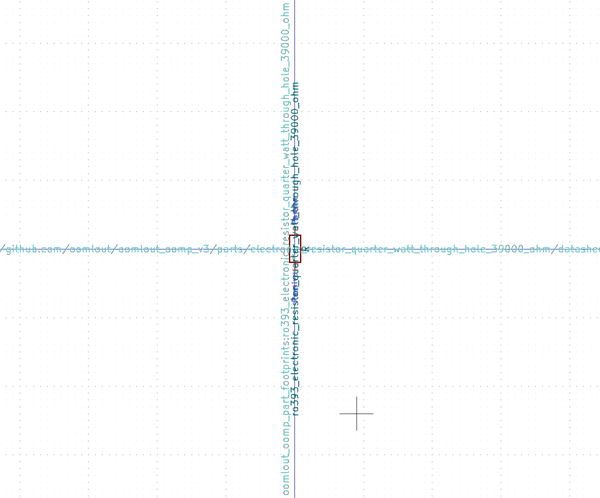 oomlout_oomp_part_footprints:ro393_electronic_resistor_quarter_watt_through_hole_39000_ohm
ro393_electronic_resistor_quarter_watt_through_hole_39000_ohm
/github.com/oomlout/oomlout_oomp_v3/parts/electronic_resistor_quarter_watt_through_hole_39000_ohm/datashe
R